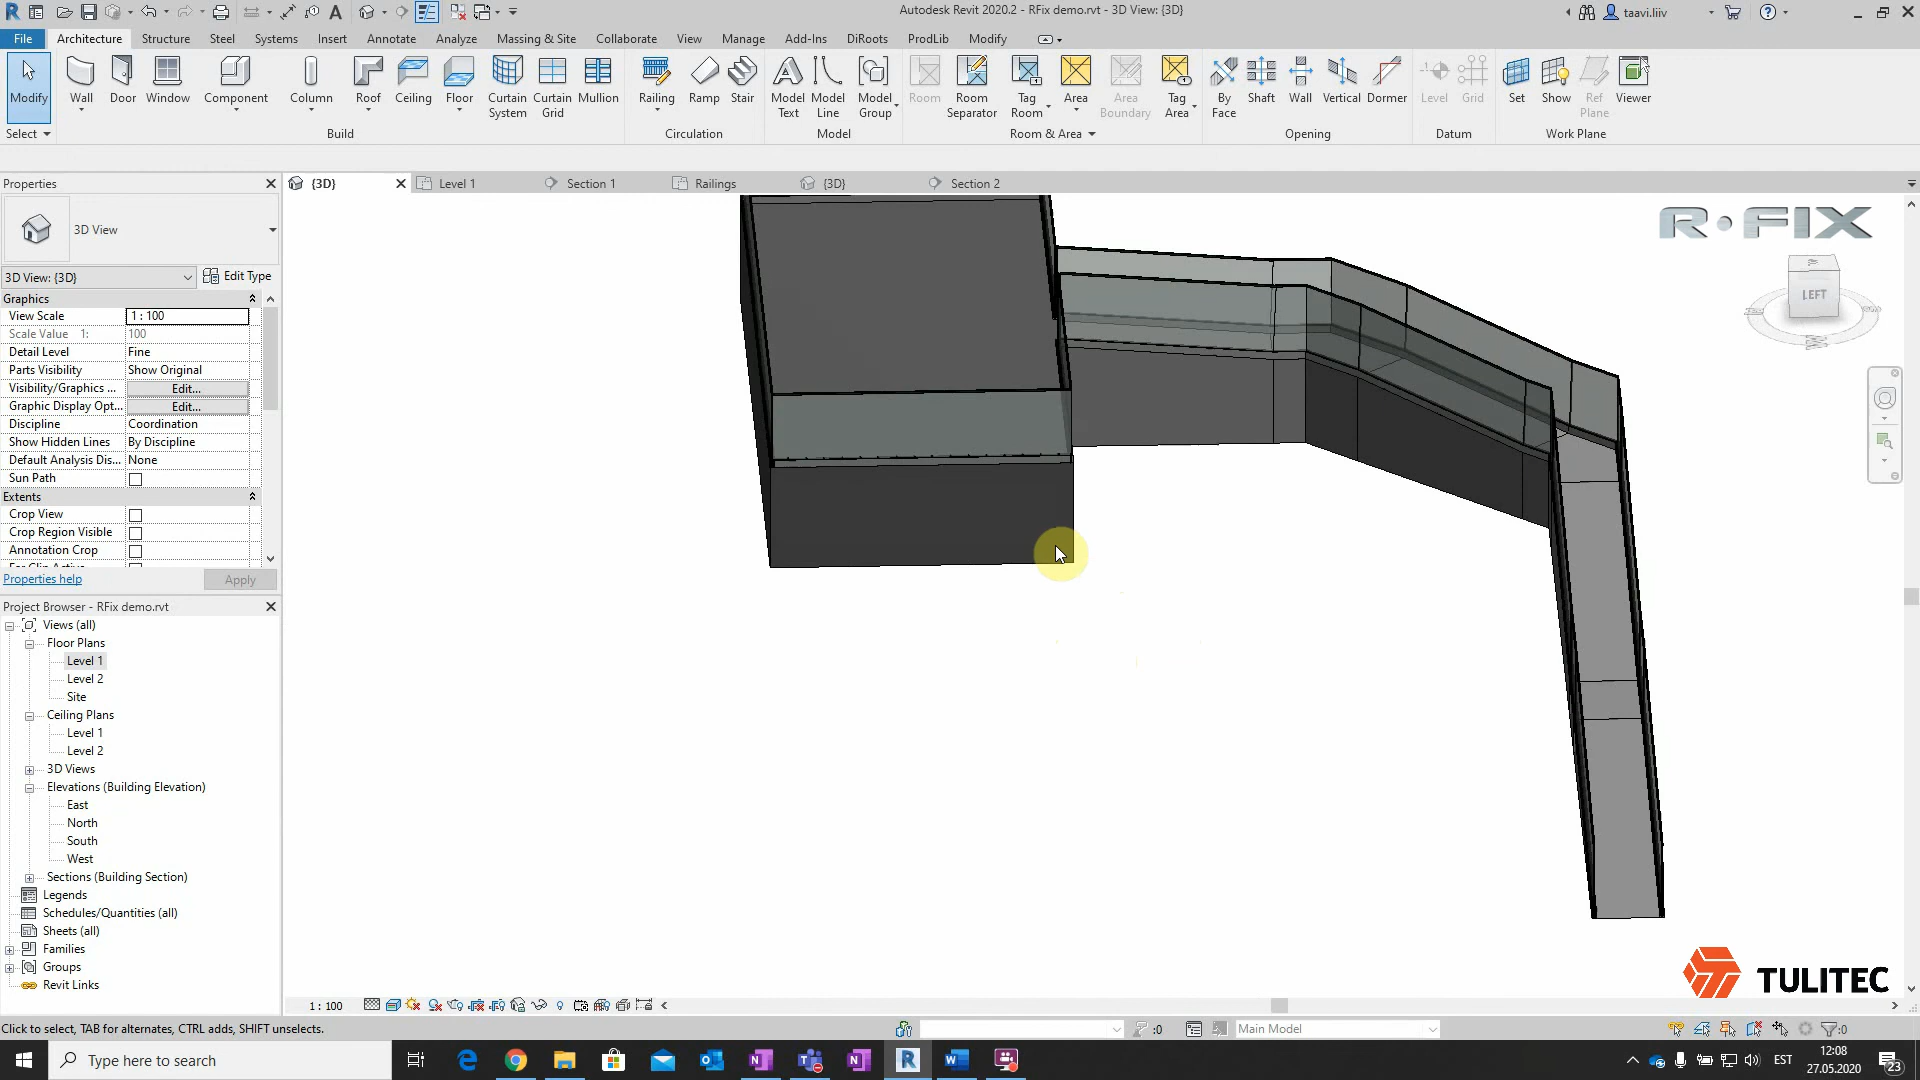 Autodesk Revit 2020.2 - RFix demo.rvt - 3D View: {3D}
taavi.liiv
File Architecture Structure Steel Systems Insert Annotate Analyze Massing & Site Collaborate View Manage Add-Ins DiRoots ProdLib Modify
Modify Wall Door Window Component Column Roof Ceiling Floor Curtain System Curtain Grid Mullion Railing Ramp Stair Model Text Model Line Model Group Room Room Separator Tag Room Area Area Boundary Tag Area By Face Shaft Wall Vertical Dormer Level Grid Set Show Ref Plane Viewer
Select Build Circulation Model Room & Area Opening Datum Work Plane
Properties
{3D} Level 1 Section 1 Railings {3D} Section 2
3D View
3D View: {3D} Edit Type
Graphics
View Scale 1 : 100
Scale Value 1: 100
Detail Level Fine
Parts Visibility Show Original
Visibility/Graphics ... Edit...
Graphic Display Opt... Edit...
Discipline Coordination
Show Hidden Lines By Discipline
Default Analysis Dis... None
Sun Path
Extents
Crop View
Crop Region Visible
Annotation Crop
Properties help Apply
Project Browser - RFix demo.rvt
Views (all)
Floor Plans
Level 1
Level 2
Site
Ceiling Plans
Level 1
Level 2
3D Views
Elevations (Building Elevation)
East
North
South
West
Sections (Building Section)
Legends
Schedules/Quantities (all)
Sheets (all)
Families
Groups
Revit Links
R·FIX
LEFT
TULITEC
1 : 100
Click to select, TAB for alternates, CTRL adds, SHIFT unselects.
:0
Main Model
:0
Type here to search
EST
12:08
27.05.2020
23